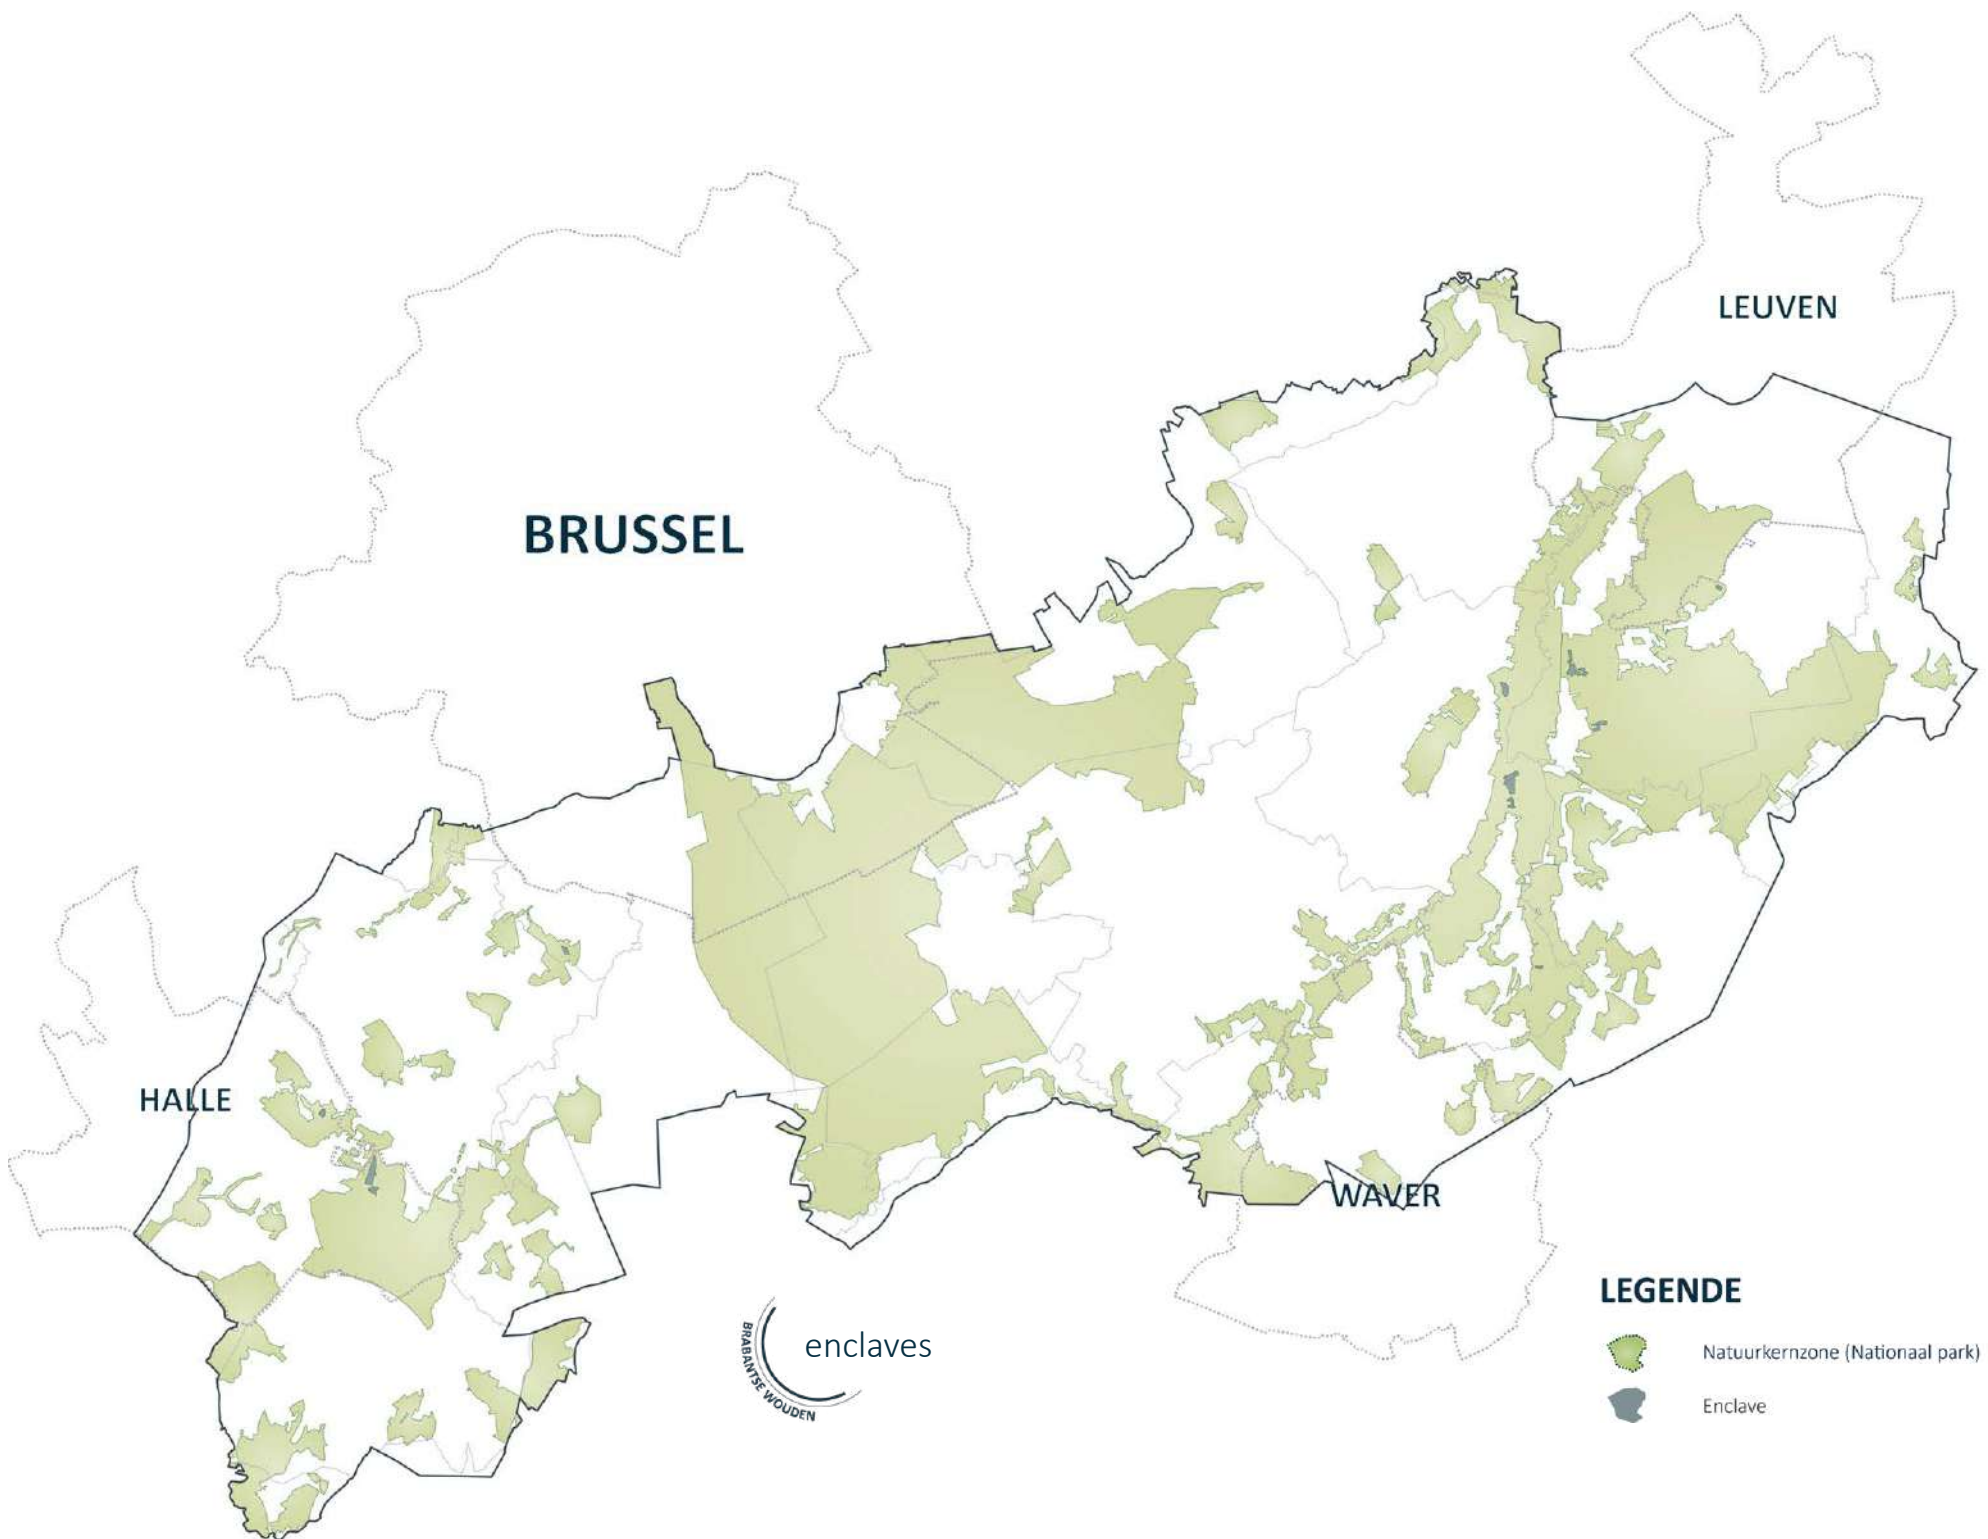 LEUVEN
BRUSSEL
HALLE
WAVER
enclaves
BRABANTSE WOUDEN
LEGENDE
Natuurkernzone (Nationaal park)
Enclave